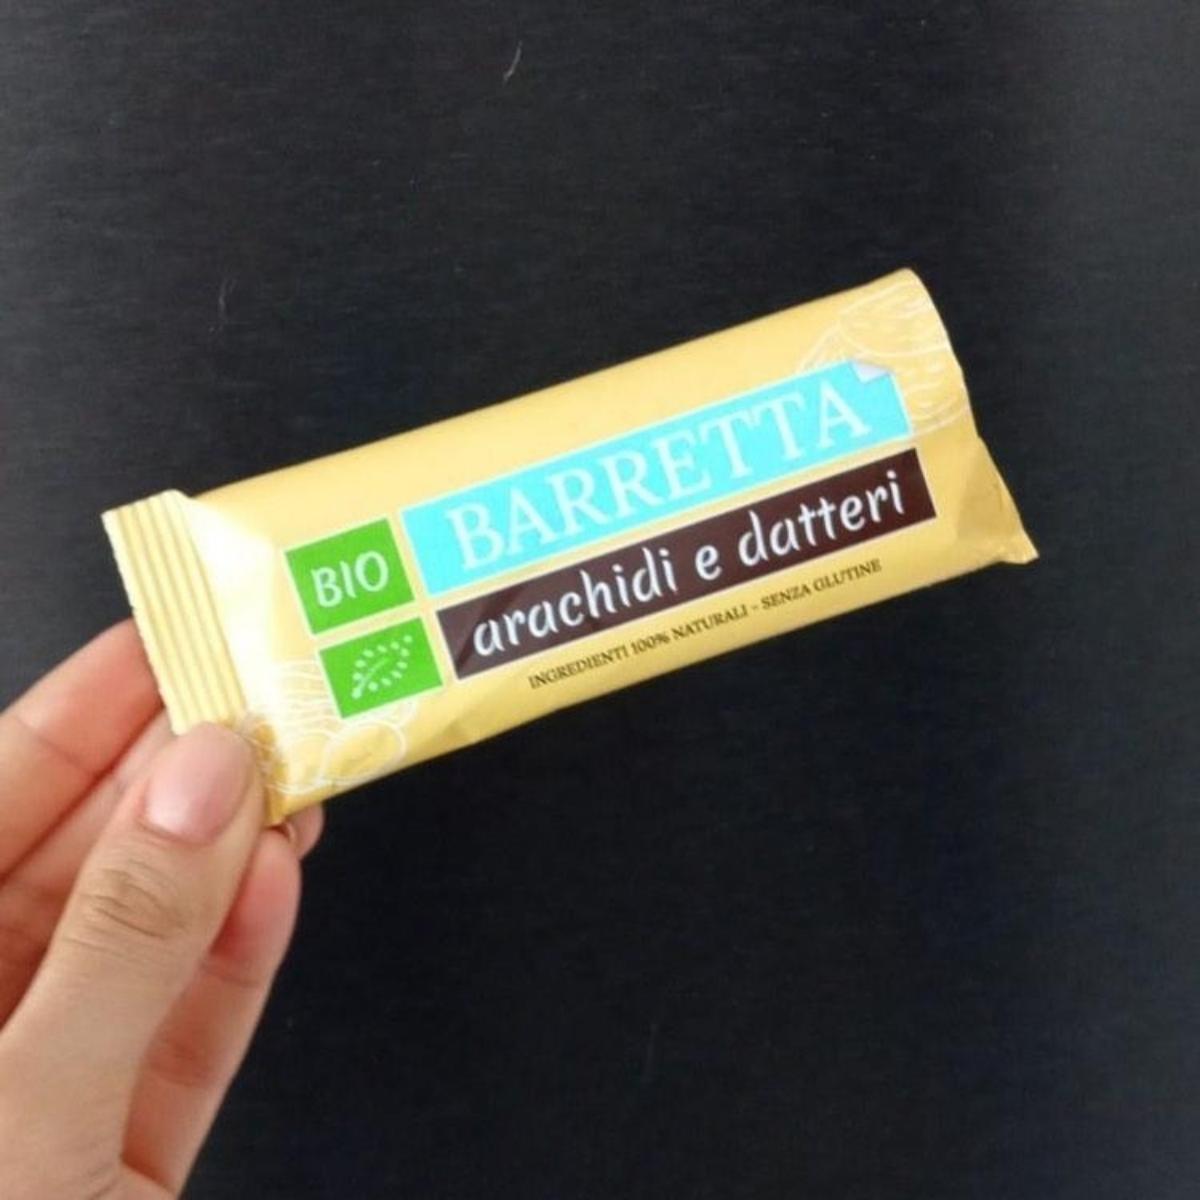 BIO
BARRETTA
arachidi e datteri
INGREDIENTI 100% NATURALI - SENZA GLUTINE